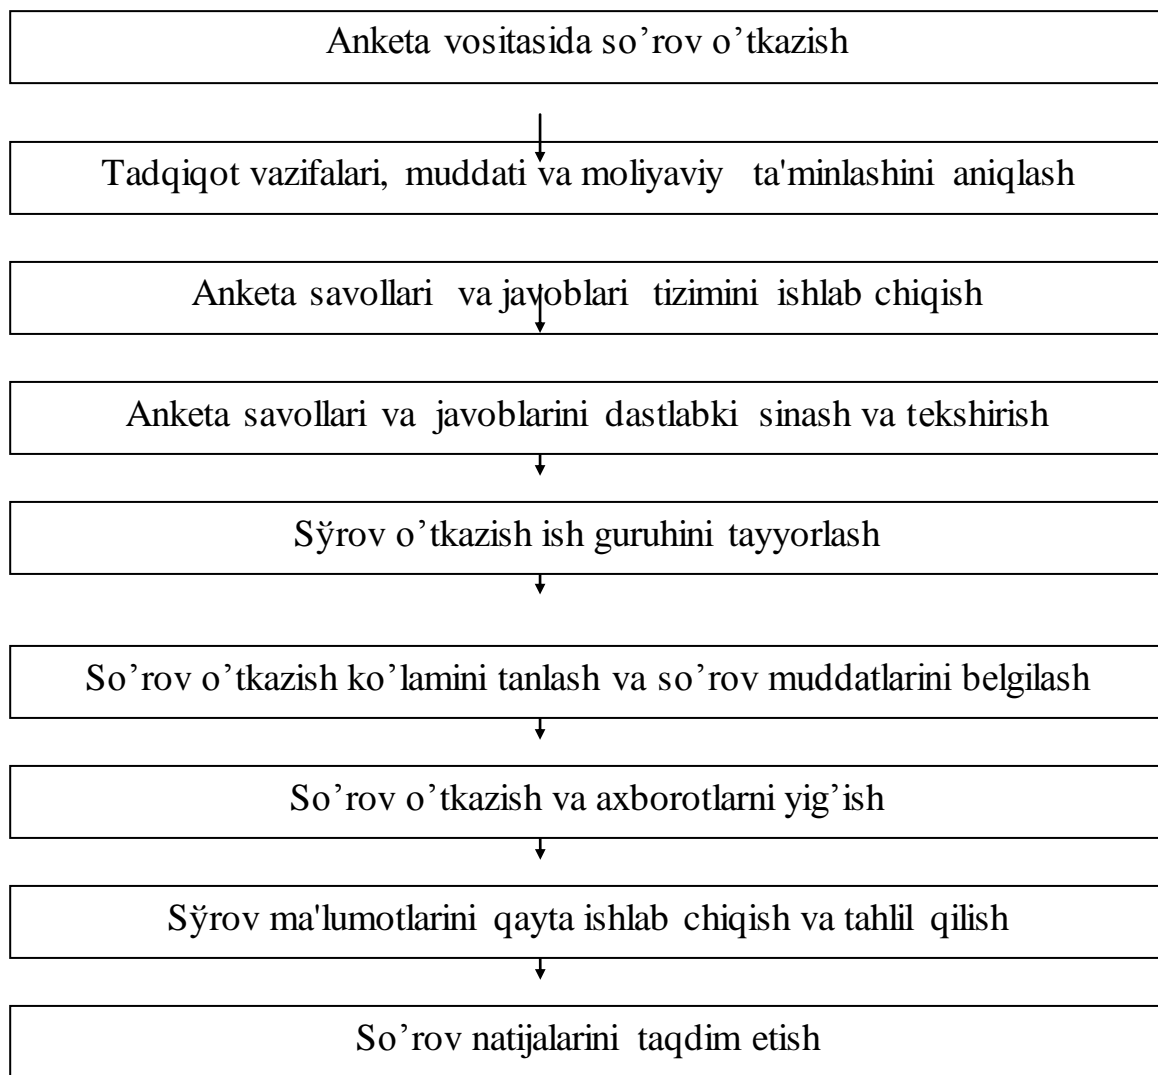 Anketa vositasida so’rov o’tkazish
Tadqiqot vazifalari, muddati va moliyaviy ta'minlashini aniqlash
Anketa savollari va javoblari tizimini ishlab chiqish
Anketa savollari va javoblarini dastlabki sinash va tekshirish
Sўrov o’tkazish ish guruhini tayyorlash
So’rov o’tkazish ko’lamini tanlash va so’rov muddatlarini belgilash
So’rov o’tkazish va axborotlarni yig’ish
Sўrov ma'lumotlarini qayta ishlab chiqish va tahlil qilish
So’rov natijalarini taqdim etish